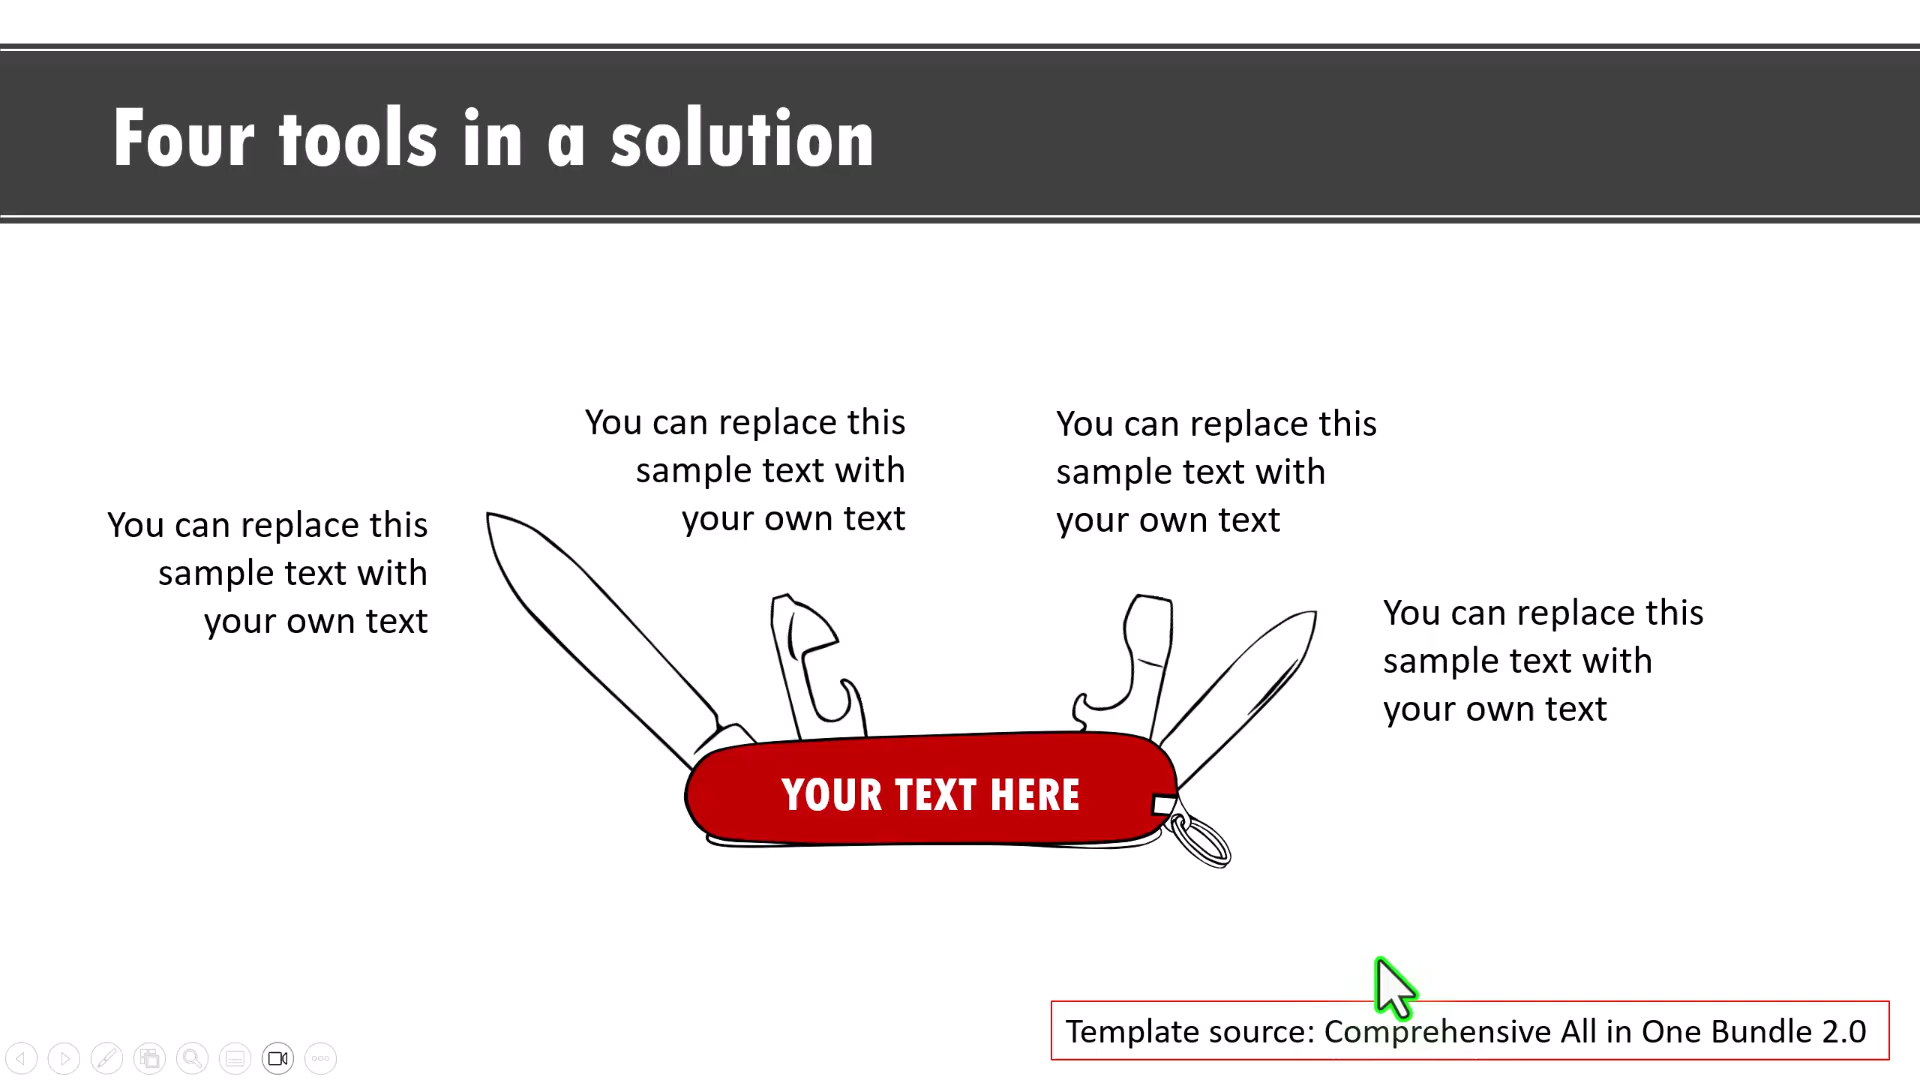 Four tools in a solution
You can replace this
sample text with
your own text
You can replace this
sample text with
your own text
You can replace this
sample text with
your own text
You can replace this
sample text with
your own text
YOUR TEXT HERE
Template source: Comprehensive All in One Bundle 2.0